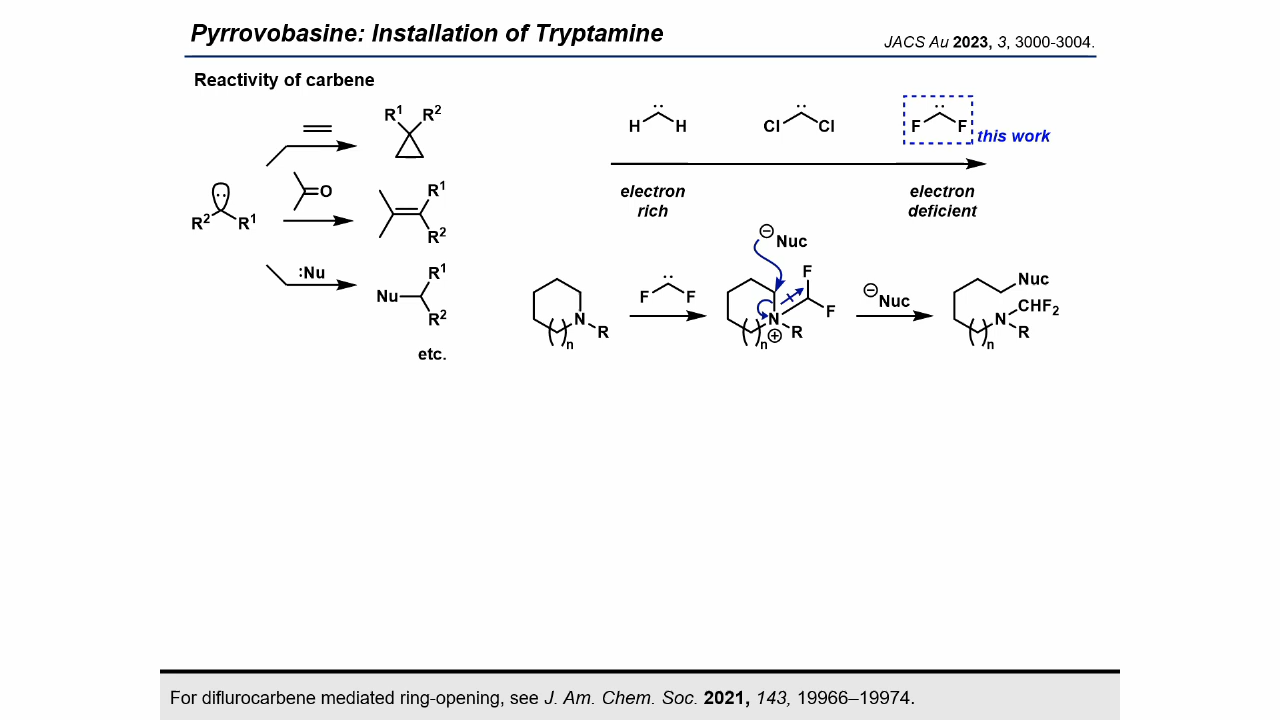 Pyrrovobasine: Installation of Tryptamine
JACS Au 2023, 3, 3000-3004.
Reactivity of carbene
R1 R2
H H
Cl Cl
F F
this work
O
R1
R2
R2 R1
electron
rich
electron
deficient
:Nu
Nu
R1
R2
etc.
N
R
n
F F
⊖Nuc
F
F
N
⊕
R
n
⊖Nuc
Nuc
N
CHF2
R
n
For diflurocarbene mediated ring-opening, see J. Am. Chem. Soc. 2021, 143, 19966–19974.